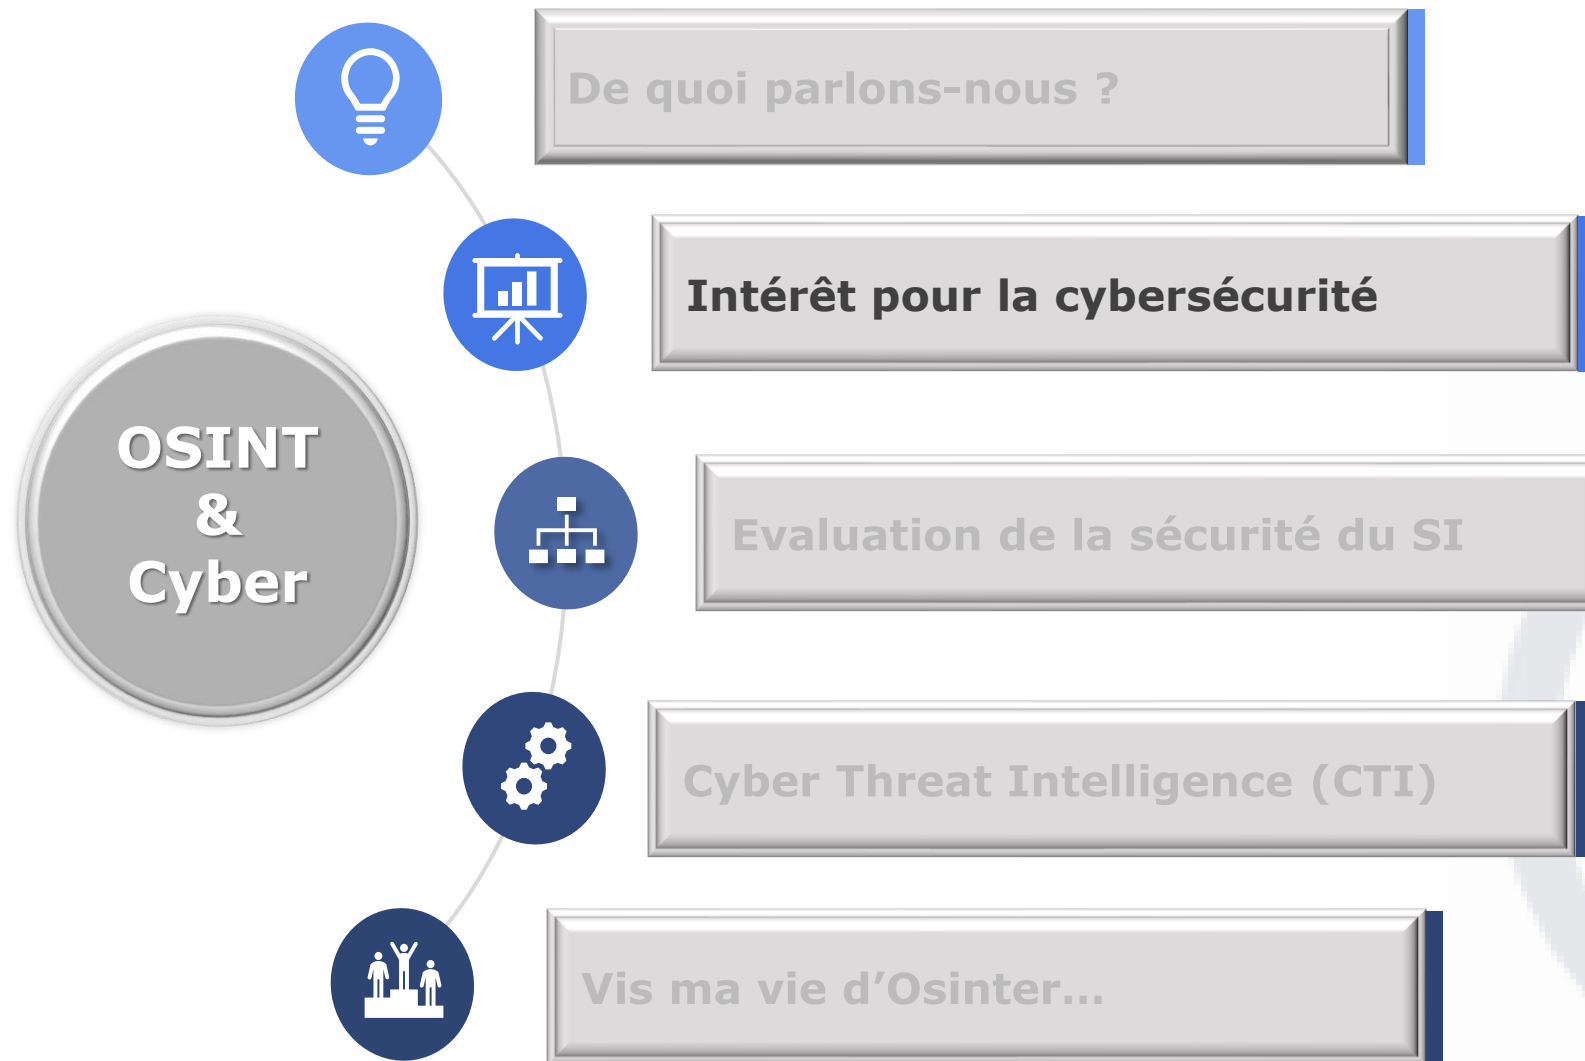 De quoi parlons-nous ?
Intérêt pour la cybersécurité
OSINT
&
Cyber
Evaluation de la sécurité du SI
Cyber Threat Intelligence (CTI)
Vis ma vie d’Osinter…